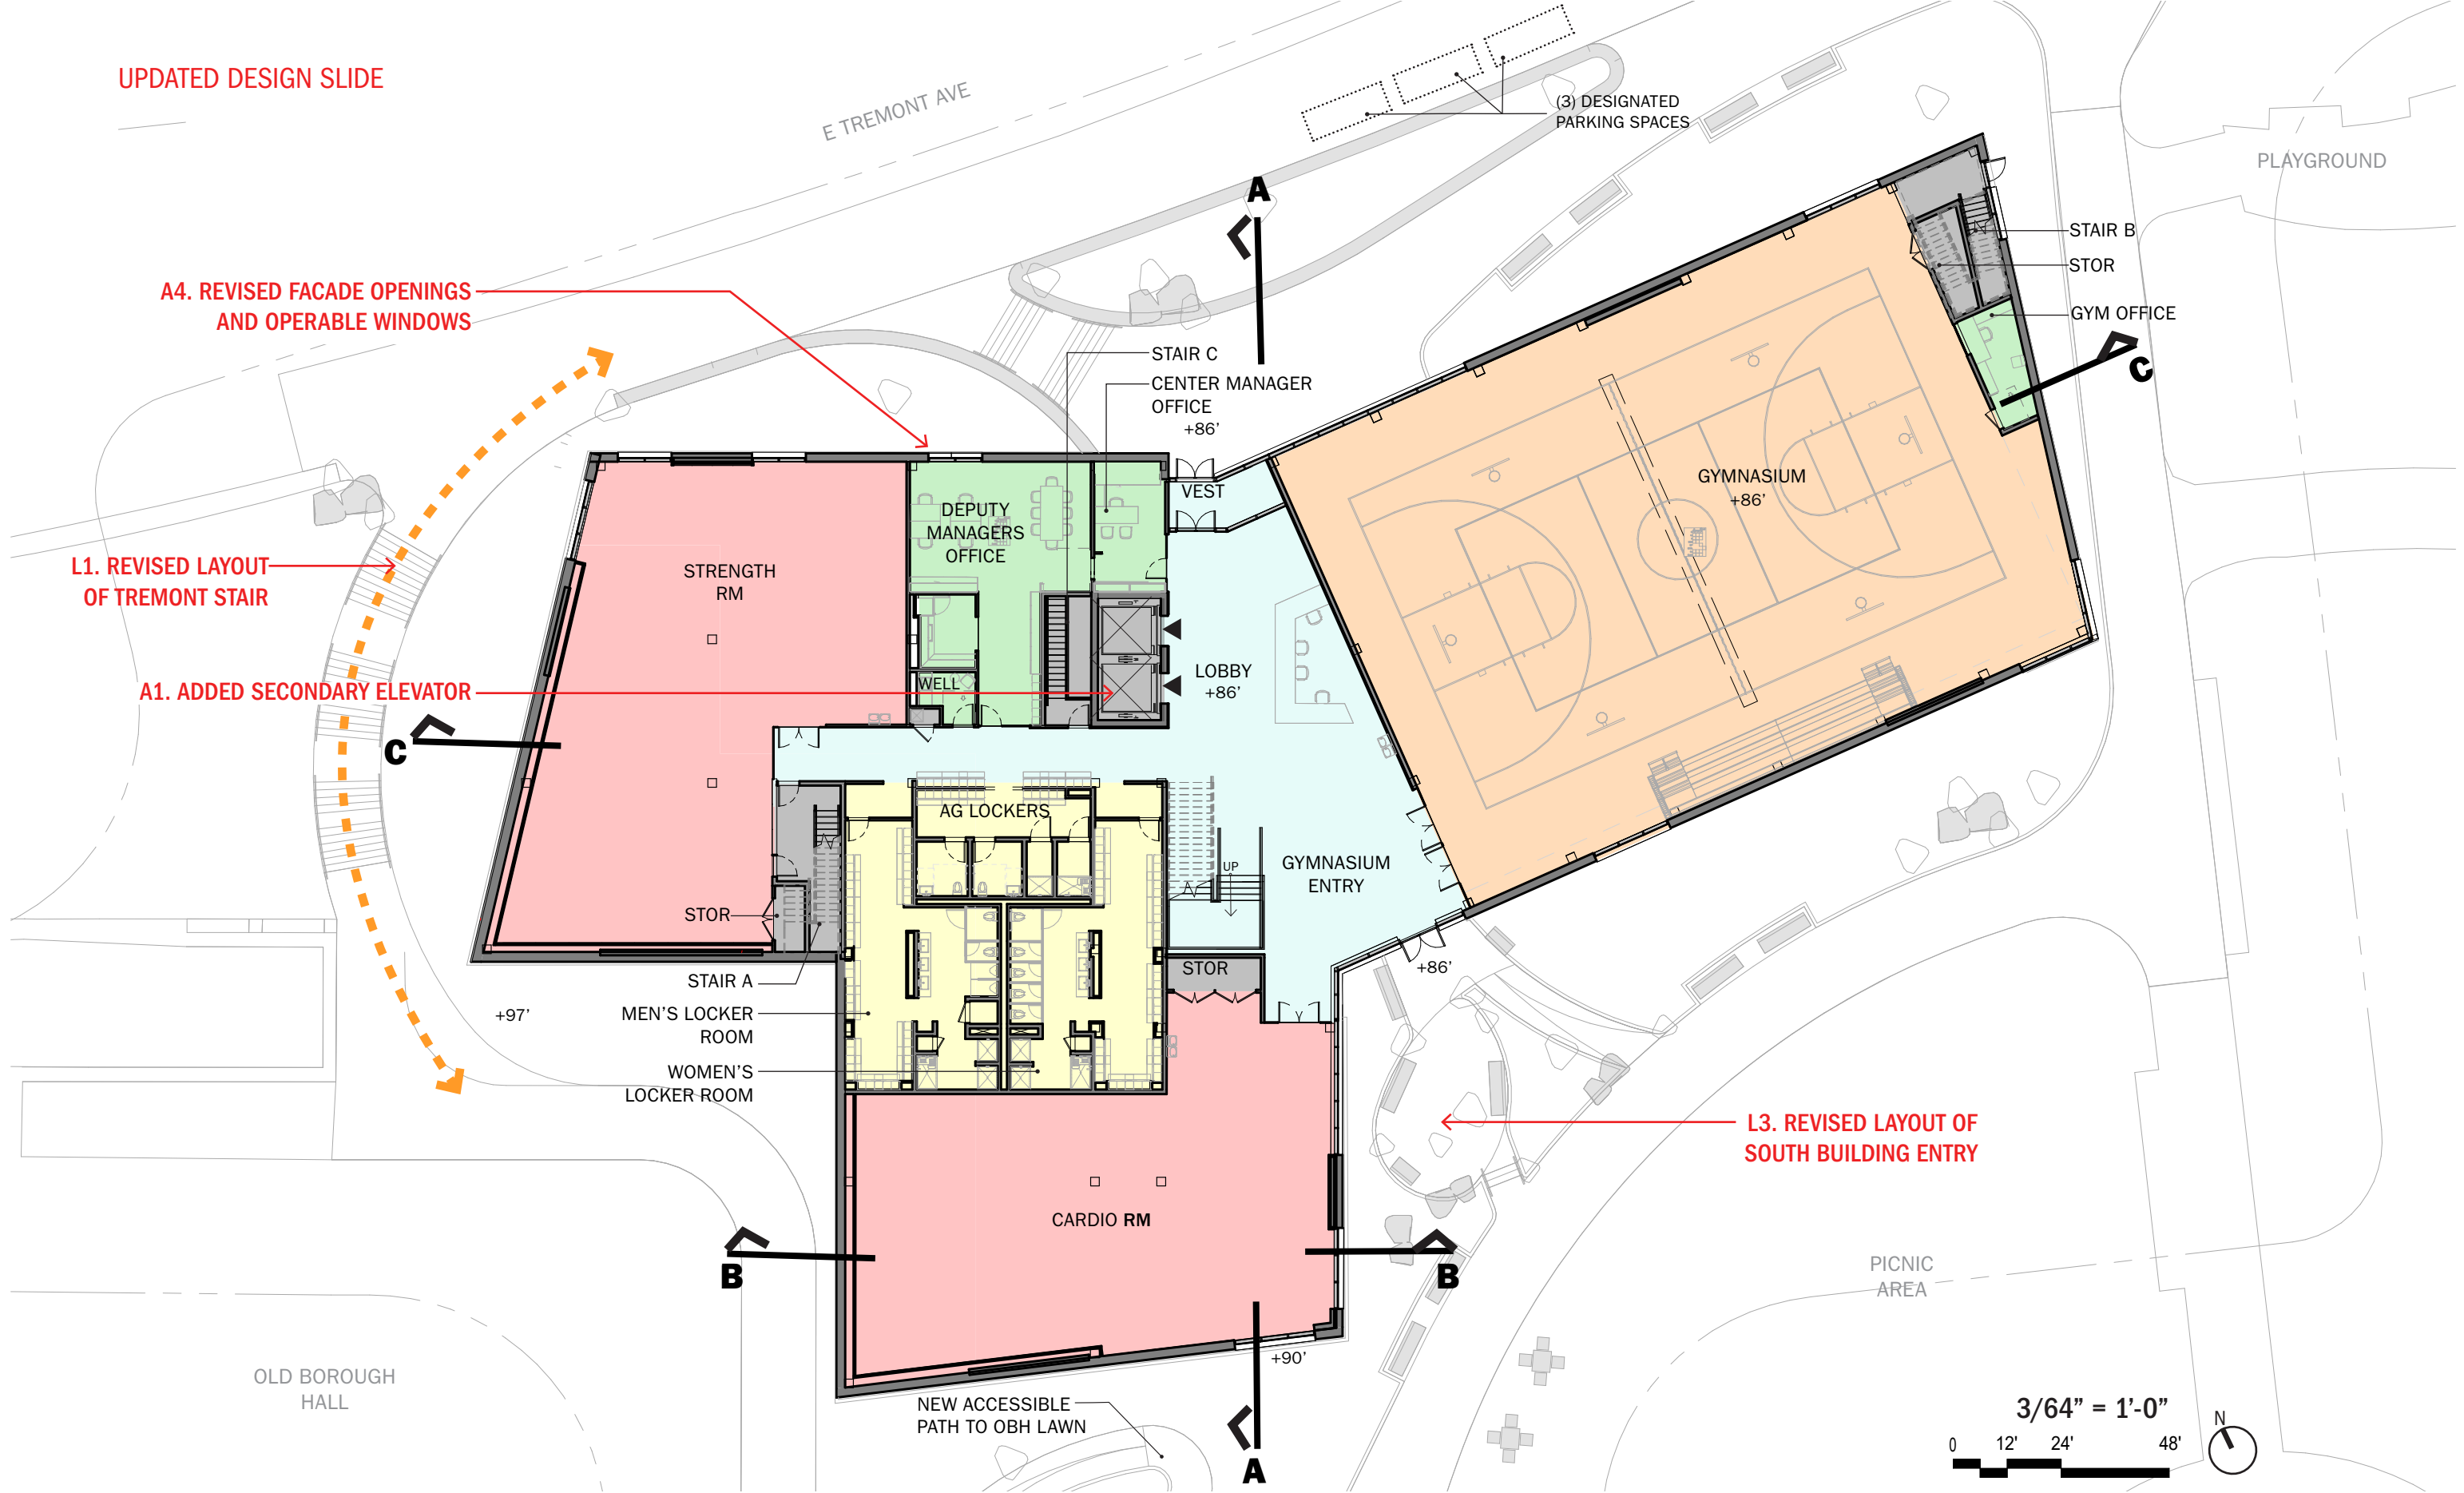 UPDATED DESIGN SLIDE
E TREMONT AVE
(3) DESIGNATED
PARKING SPACES
PLAYGROUND
A
STAIR B
STOR
GYM OFFICE
C
A4. REVISED FACADE OPENINGS
AND OPERABLE WINDOWS
STAIR C
CENTER MANAGER
OFFICE
+86'
VEST
GYMNASIUM
+86'
DEPUTY
MANAGERS
OFFICE
L1. REVISED LAYOUT
OF TREMONT STAIR
STRENGTH
RM
LOBBY
+86'
WELL
A1. ADDED SECONDARY ELEVATOR
C
AG LOCKERS
UP
GYMNASIUM
ENTRY
STOR
STOR
+86'
STAIR A
MEN'S LOCKER
ROOM
+97'
WOMEN'S
LOCKER ROOM
L3. REVISED LAYOUT OF
SOUTH BUILDING ENTRY
CARDIO RM
B
B
PICNIC
AREA
+90'
OLD BOROUGH
HALL
NEW ACCESSIBLE
PATH TO OBH LAWN
A
3/64" = 1'-0"
N
0 12' 24' 48'